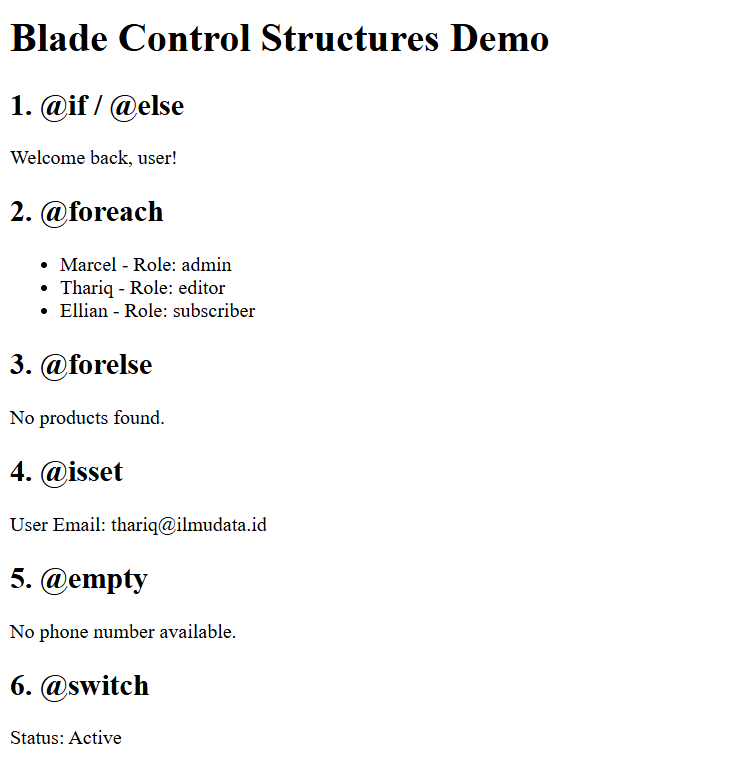 Blade Control Structures Demo
1. @if / @else
Welcome back, user!
2. @foreach
• Marcel - Role: admin
• Thariq - Role: editor
• Ellian - Role: subscriber
3. @forelse
No products found.
4. @isset
User Email: thariq@ilmudata.id
5. @empty
No phone number available.
6. @switch
Status: Active